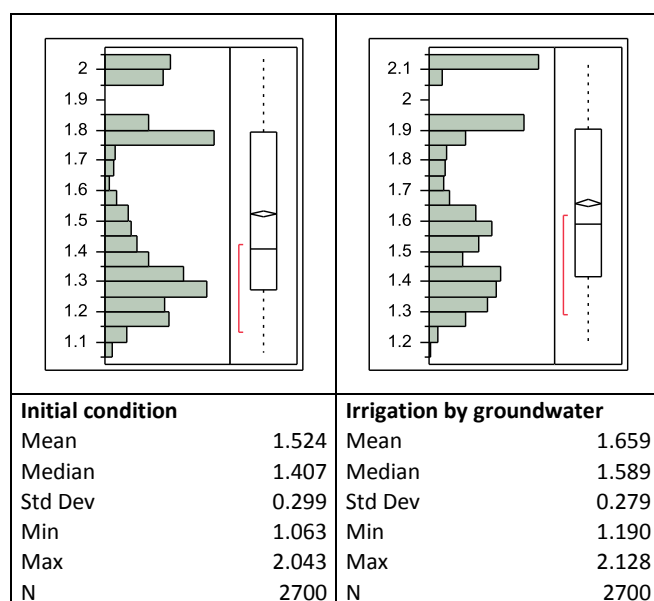 2
1.9
1.8
1.7
1.6
1.5
1.4
1.3
1.2
1.1
2.1
2
1.9
1.8
1.7
1.6
1.5
1.4
1.3
1.2
Initial condition
Mean 1.524
Median 1.407
Std Dev 0.299
Min 1.063
Max 2.043
N 2700
Irrigation by groundwater
Mean 1.659
Median 1.589
Std Dev 0.279
Min 1.190
Max 2.128
N 2700